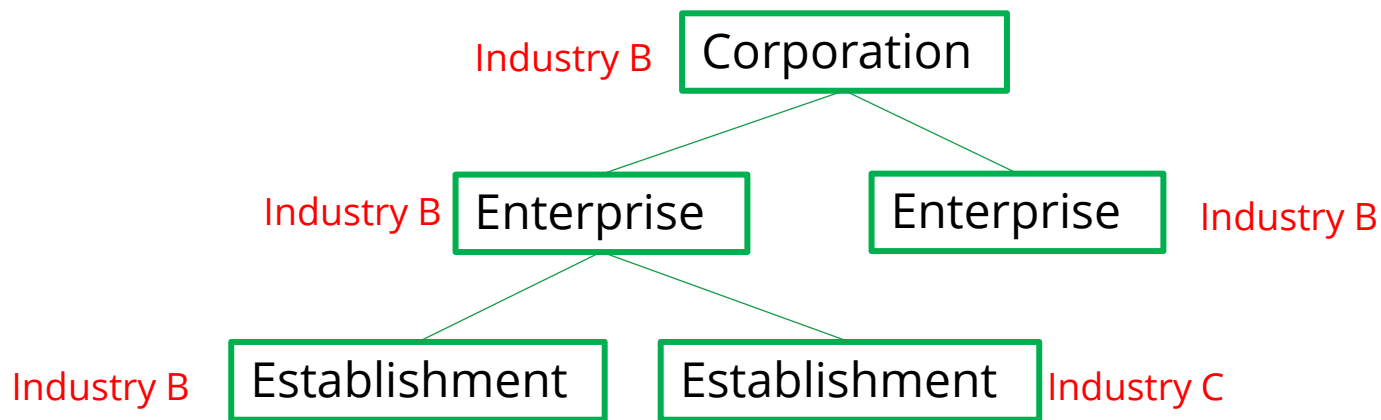 Industry B
Corporation
Industry B
Enterprise
Enterprise
Industry B
Industry B
Establishment
Establishment
Industry C